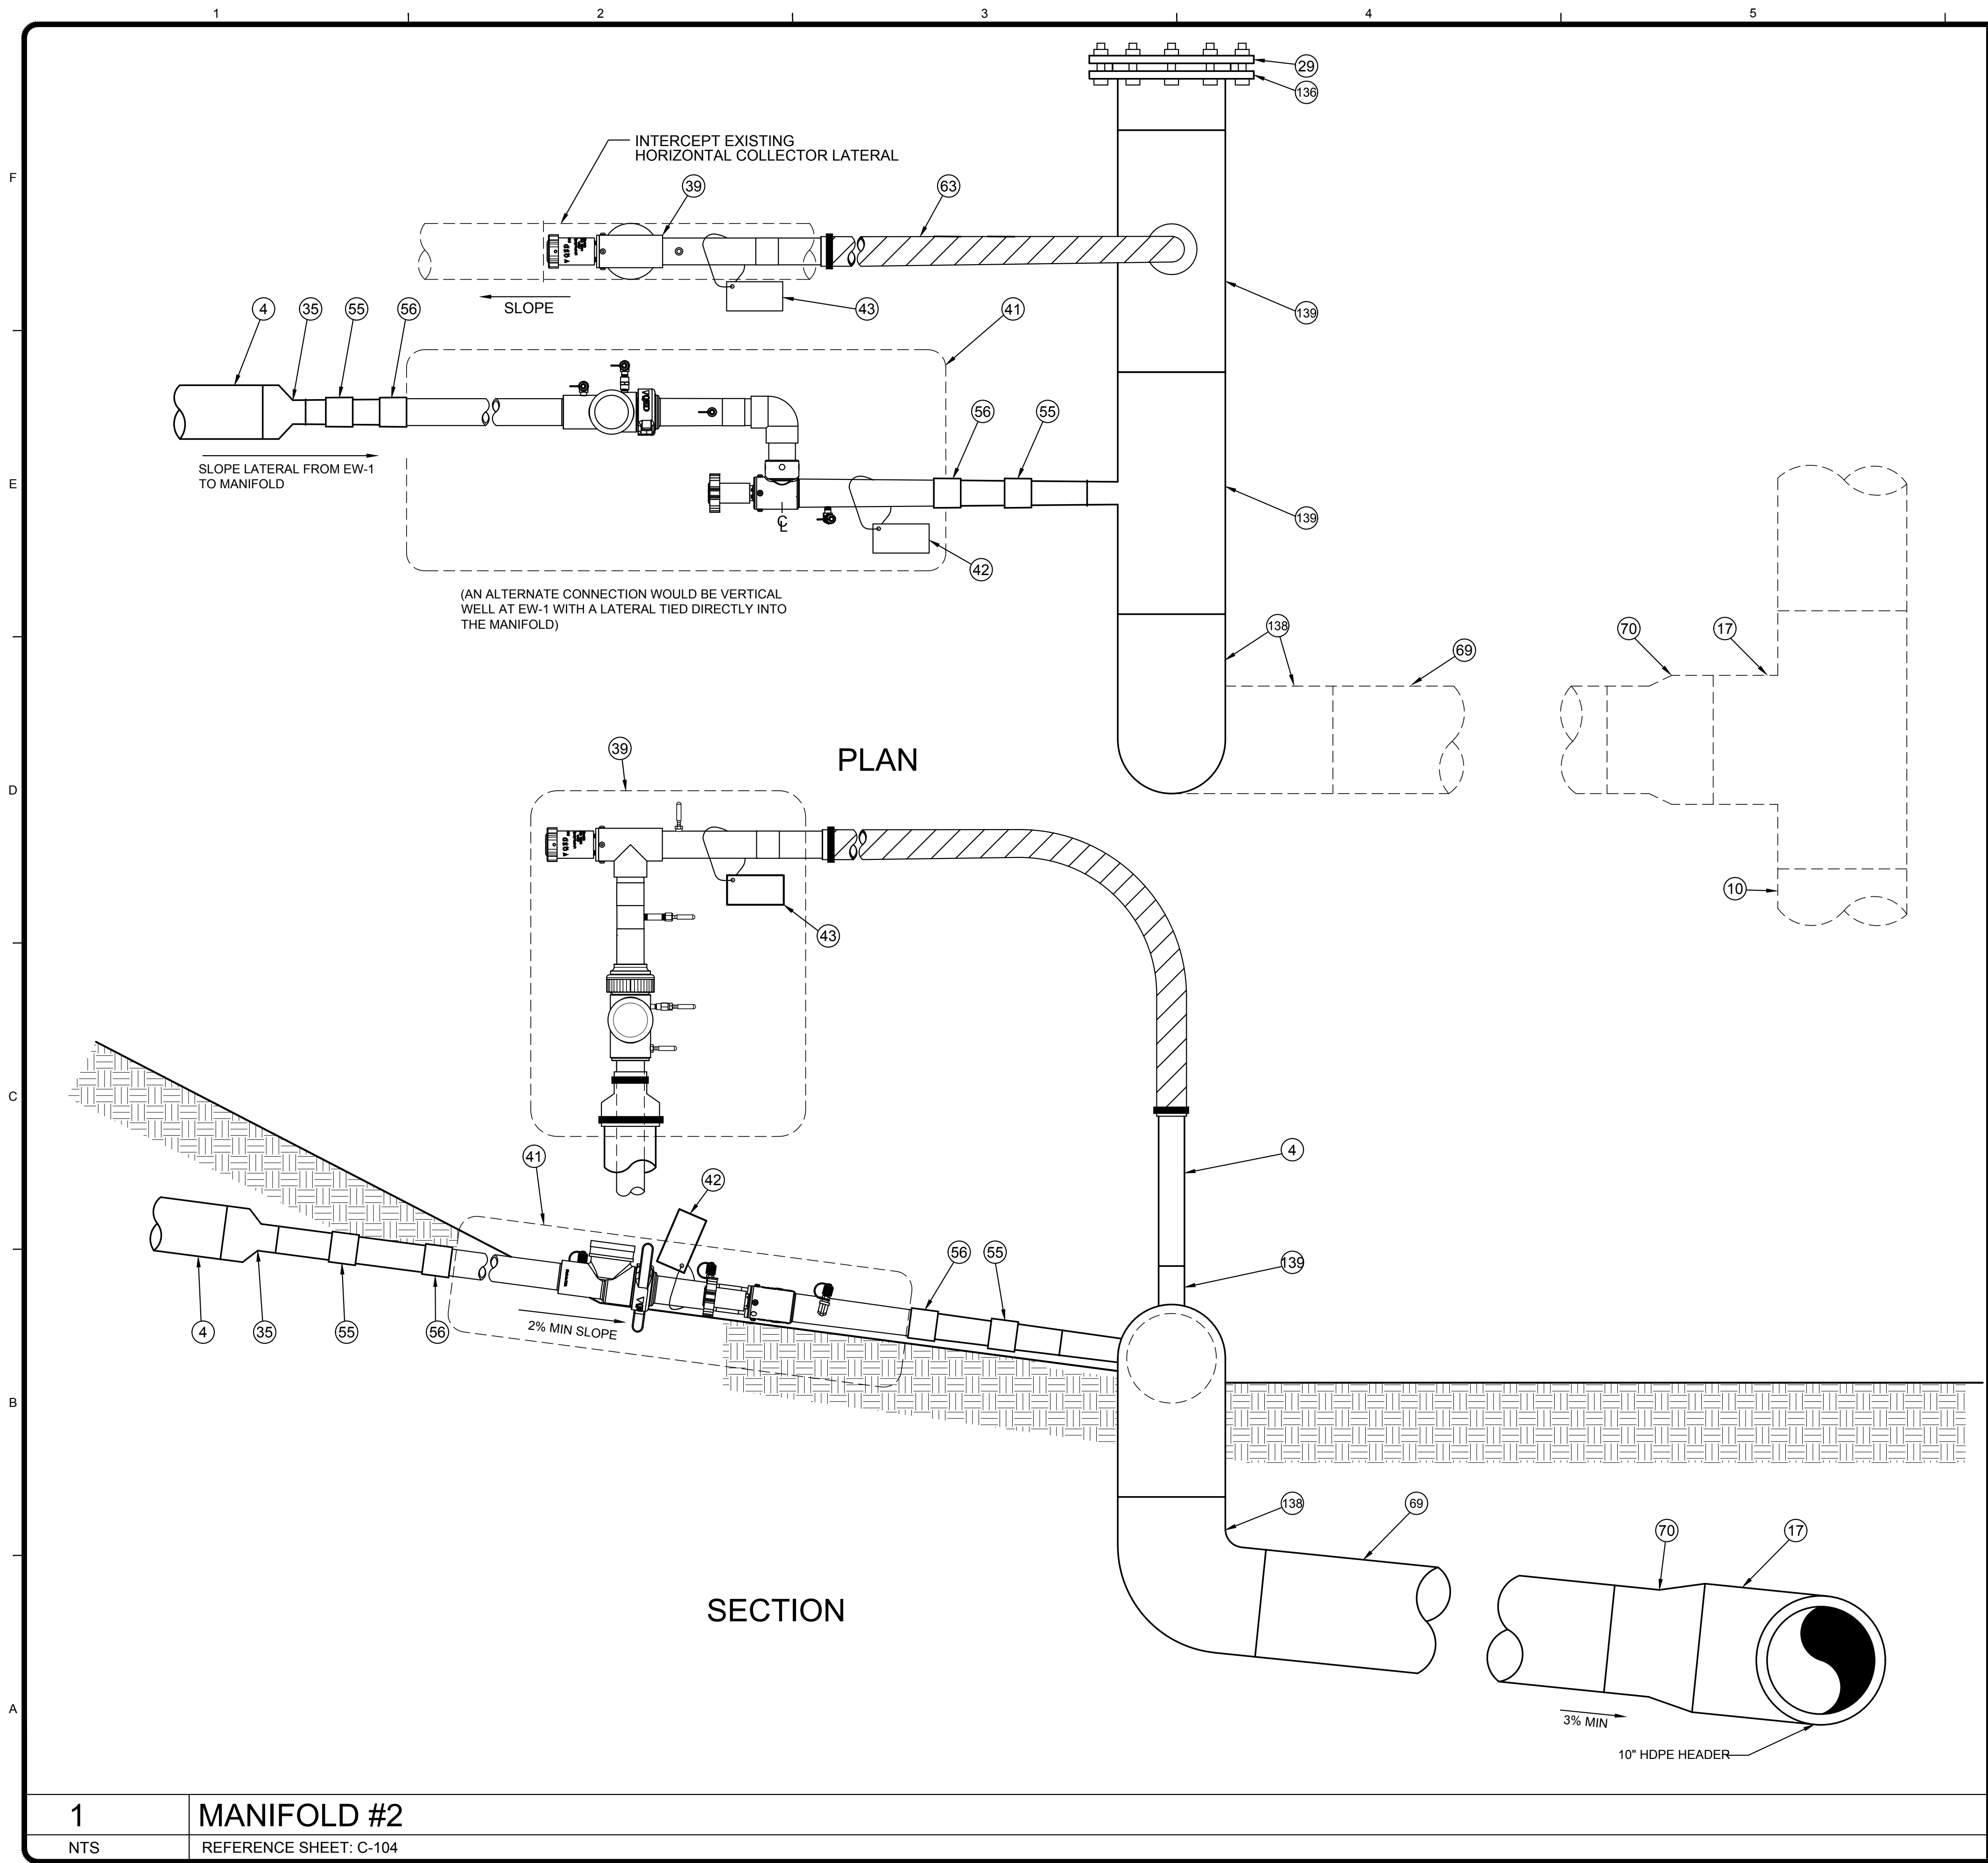 1 2 3 4 5
29
136
INTERCEPT EXISTING
HORIZONTAL COLLECTOR LATERAL
F
39 63
SLOPE
43 41
4 35 55 56
139
SLOPE LATERAL FROM EW-1
TO MANIFOLD
56 55
E
139
CL
42
(AN ALTERNATE CONNECTION WOULD BE VERTICAL
WELL AT EW-1 WITH A LATERAL TIED DIRECTLY INTO
THE MANIFOLD)
138 69 70 17
39
PLAN
D
10
43
C
41 42
4
56 55
139
4 35 55 56
2% MIN SLOPE
B
138 69 70 17
SECTION
A
3% MIN
10" HDPE HEADER
1 MANIFOLD #2
NTS REFERENCE SHEET: C-104